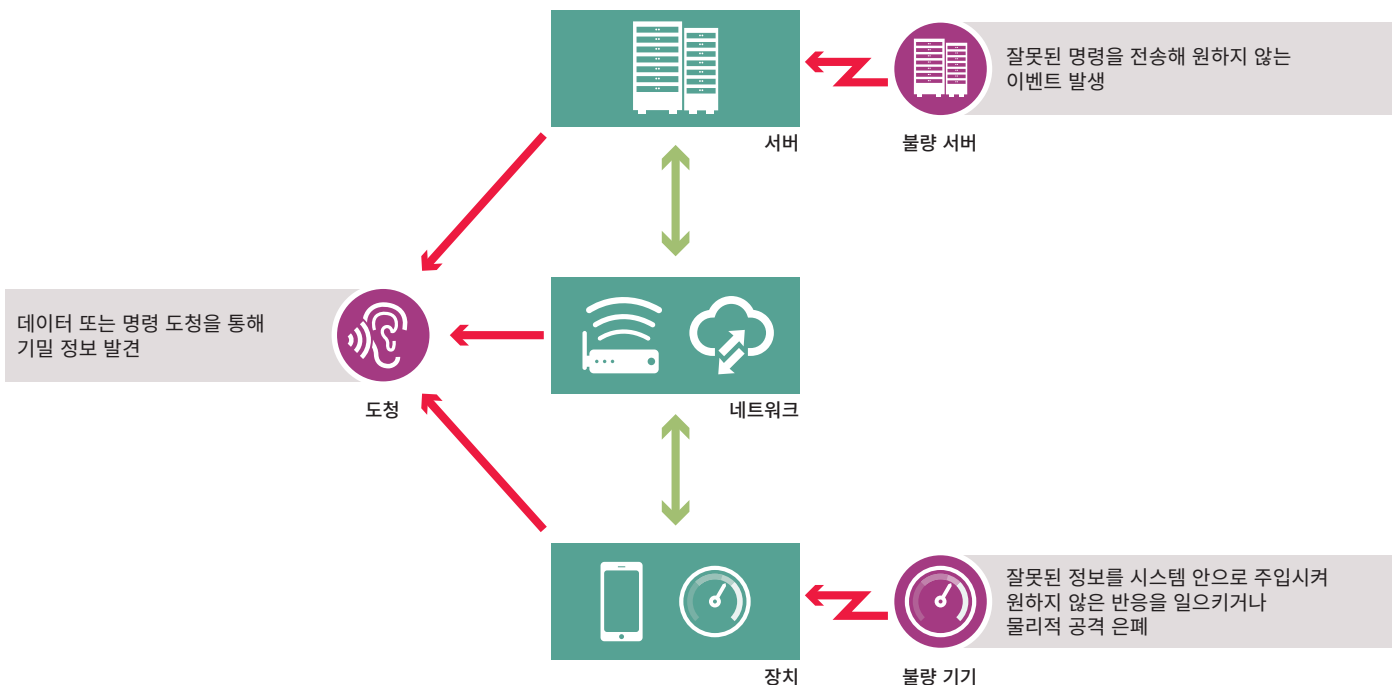 잘못된 명령을 전송해 원하지 않는
이벤트 발생
서버
불량 서버
데이터 또는 명령 도청을 통해
기밀 정보 발견
도청
네트워크
잘못된 정보를 시스템 안으로 주입시켜
원하지 않은 반응을 일으키거나
물리적 공격 은폐
장치
불량 기기